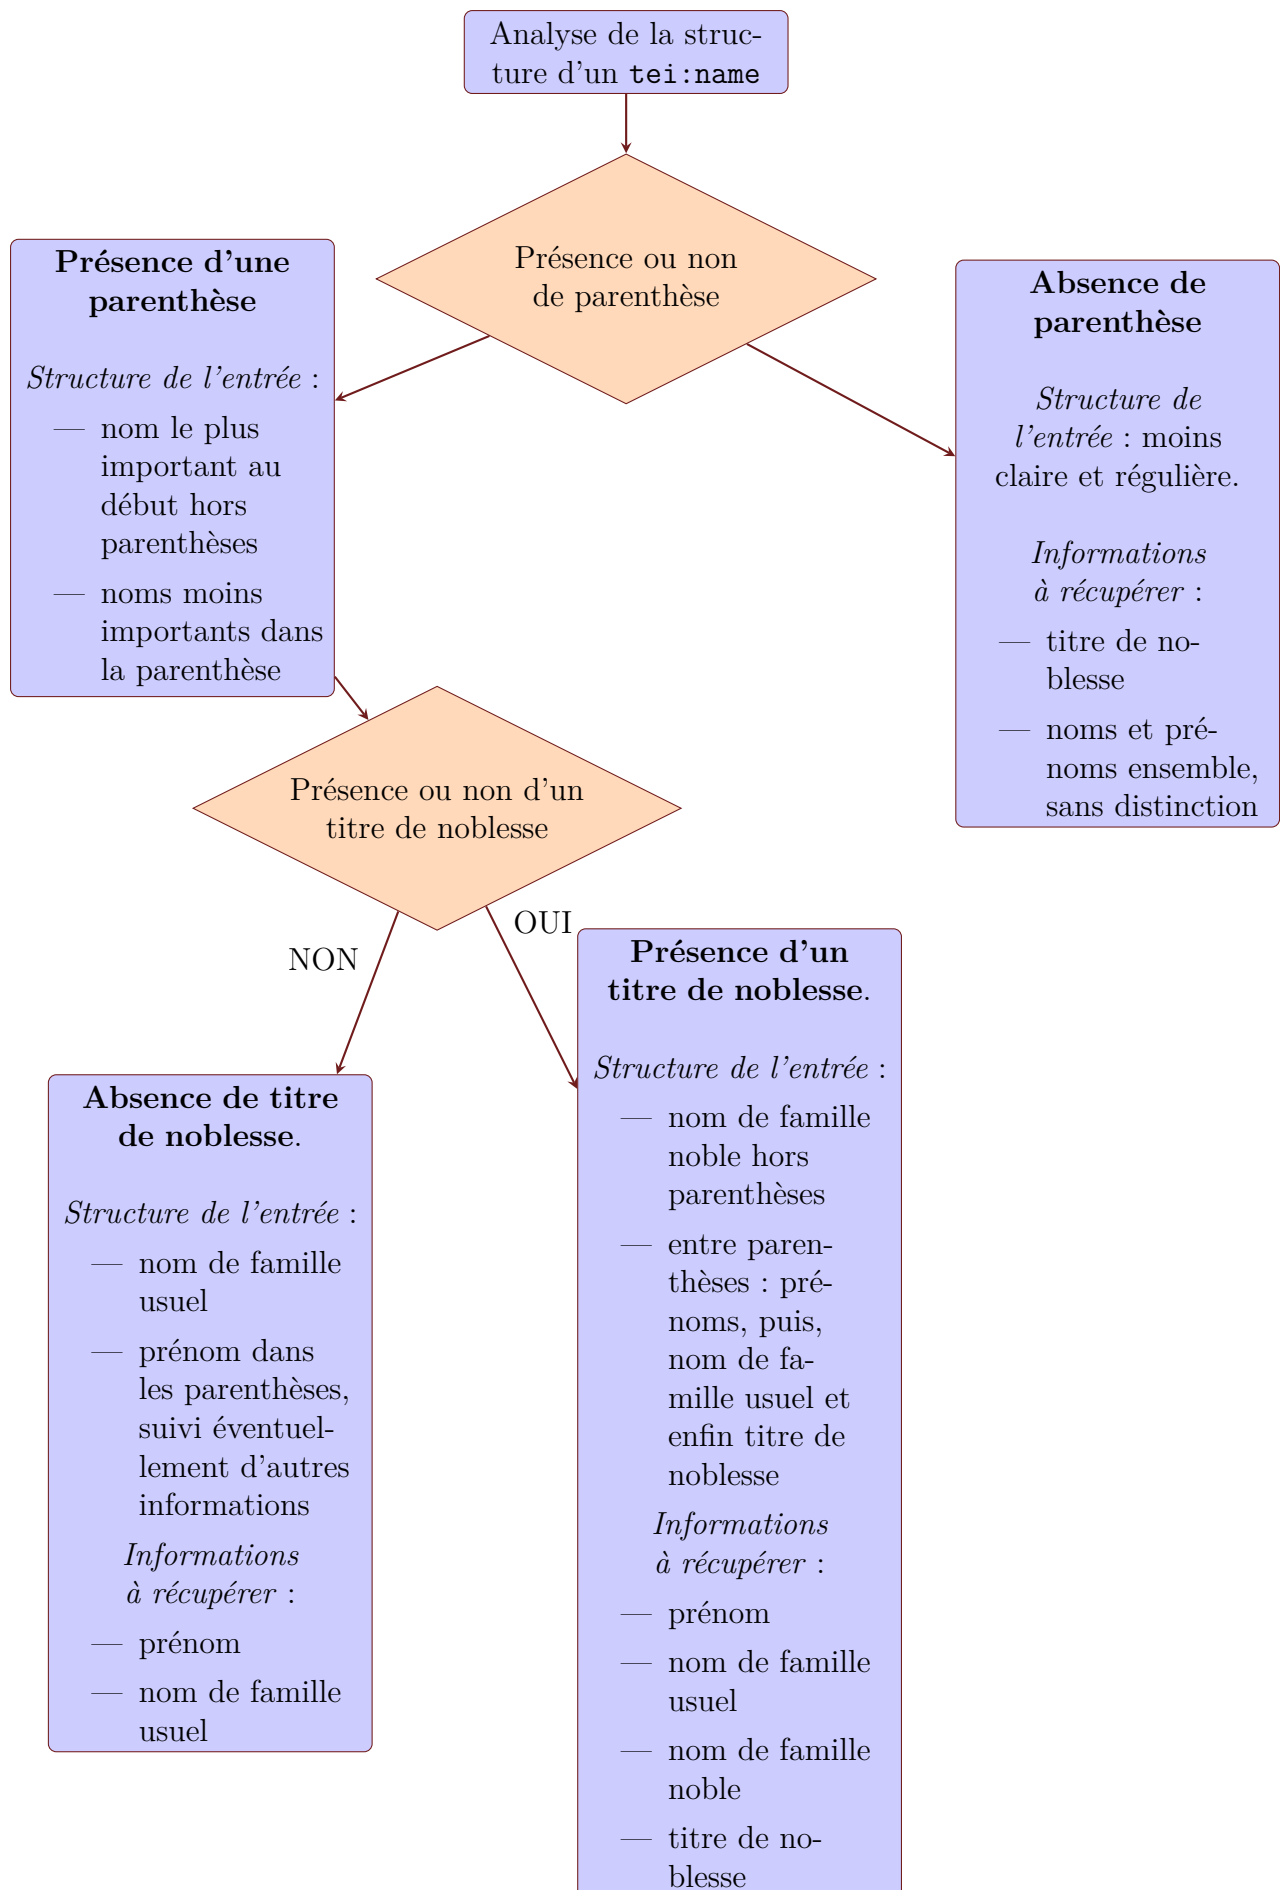 Analyse de la struc-
ture d'un tei:name
Présence ou non
de parenthèse
Présence d'une
parenthèse
Structure de l'entrée :
— nom le plus
important au
début hors
parenthèses
— noms moins
importants dans
la parenthèse
Absence de
parenthèse
Structure de
l'entrée : moins
claire et régulière.
Informations
à récupérer :
— titre de no-
blesse
— noms et pré-
noms ensemble,
sans distinction
Présence ou non d'un
titre de noblesse
NON
OUI
Absence de titre
de noblesse.
Structure de l'entrée :
— nom de famille
usuel
— prénom dans
les parenthèses,
suivi éventuel-
lement d'autres
informations
Informations
à récupérer :
— prénom
— nom de famille
usuel
Présence d'un
titre de noblesse.
Structure de l'entrée :
— nom de famille
noble hors
parenthèses
— entre paren-
thèses : pré-
noms, puis,
nom de fa-
mille usuel et
enfin titre de
noblesse
Informations
à récupérer :
— prénom
— nom de famille
usuel
— nom de famille
noble
— titre de no-
blesse